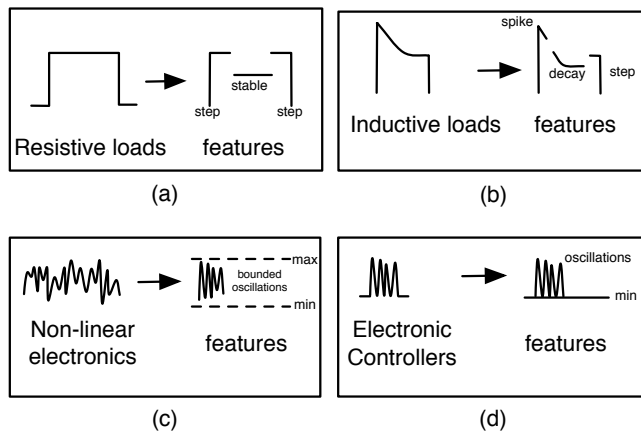 stable
step
step
Resistive loads
features
(a)
spike
decay
step
Inductive loads
features
(b)
max
bounded
oscillations
min
Non-linear
electronics
features
(c)
oscillations
min
Electronic
Controllers
features
(d)